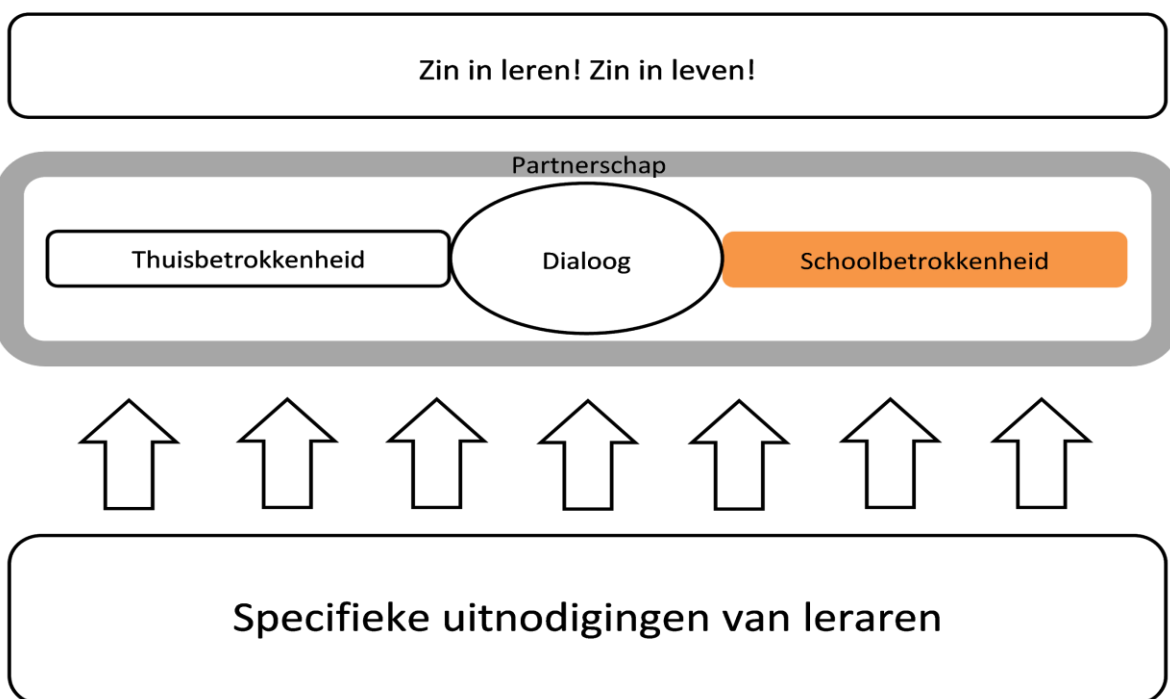 Zin in leren! Zin in leven!
Partnerschap
Thuisbetrokkenheid
Dialoog
Schoolbetrokkenheid
Specifieke uitnodigingen van leraren